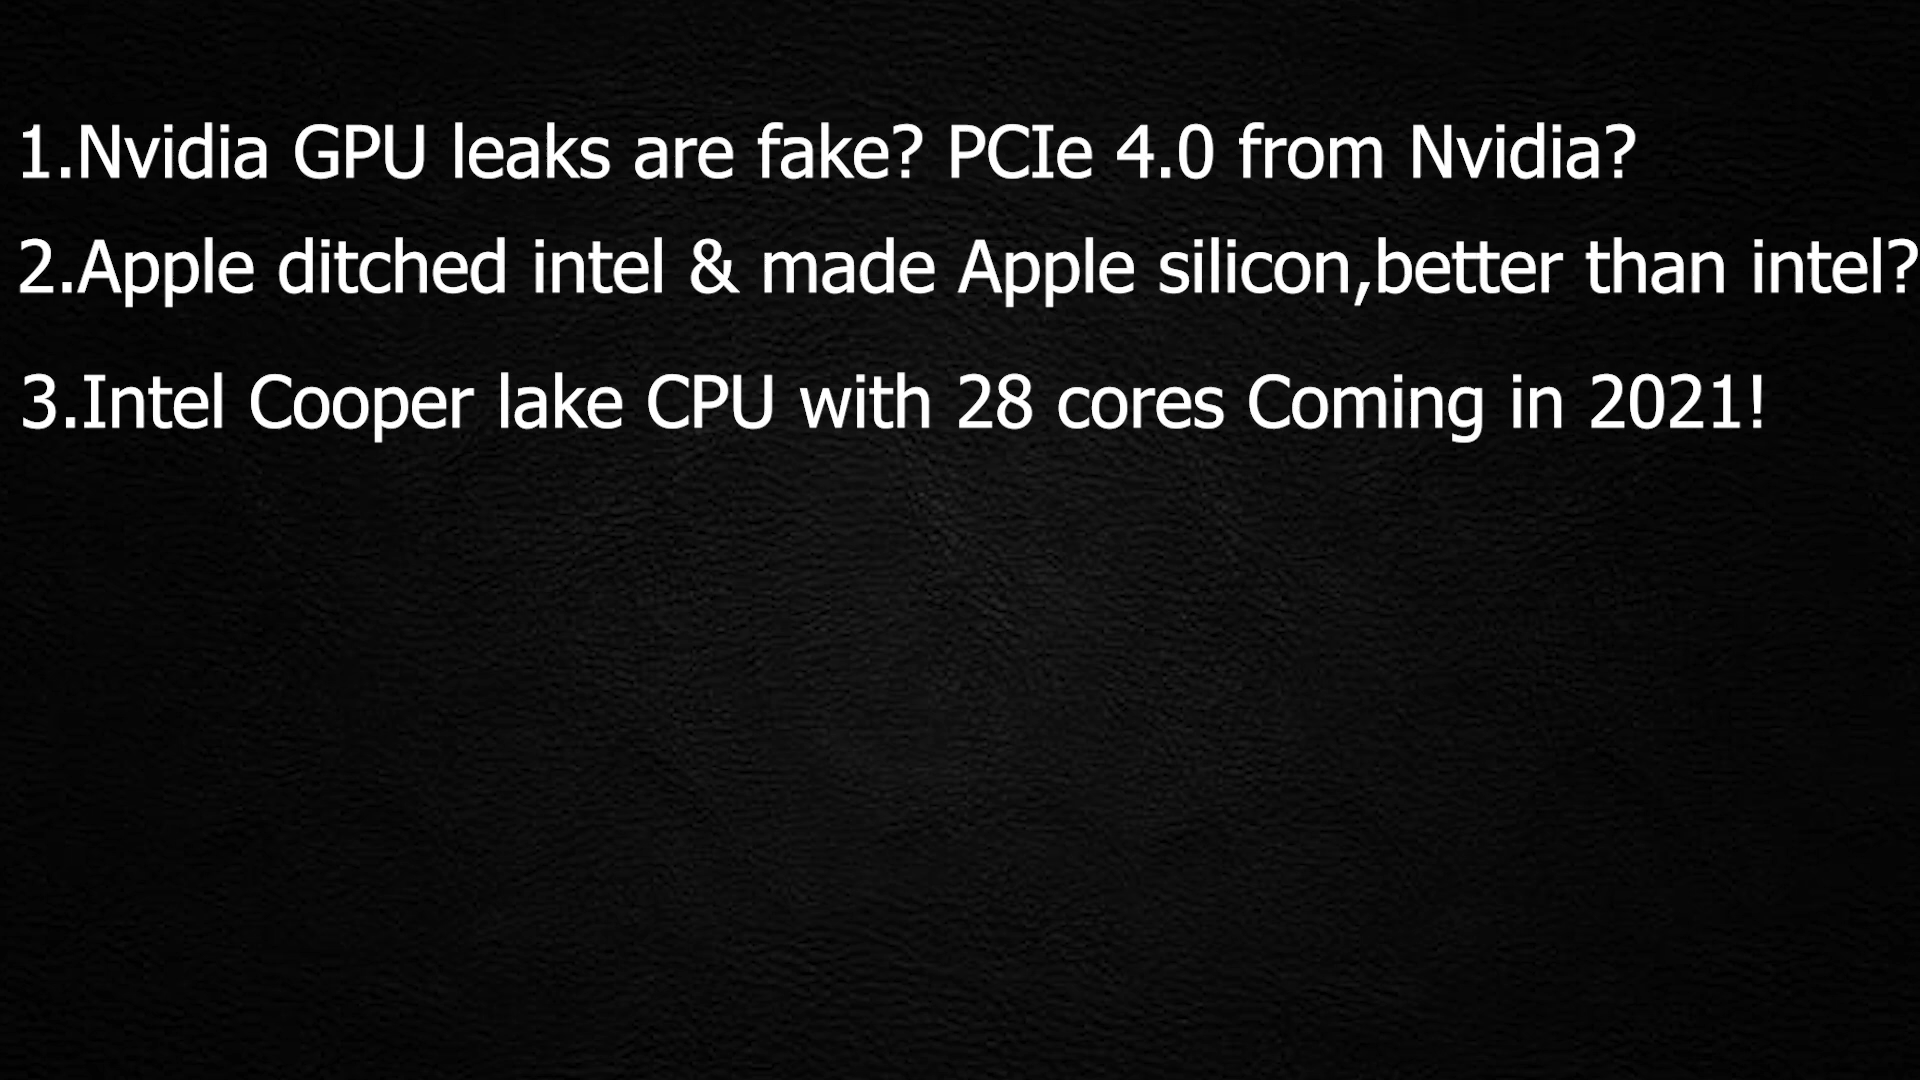 1.Nvidia GPU leaks are fake? PCIe 4.0 from Nvidia?
2.Apple ditched intel & made Apple silicon,better than intel?
3.Intel Cooper lake CPU with 28 cores Coming in 2021!